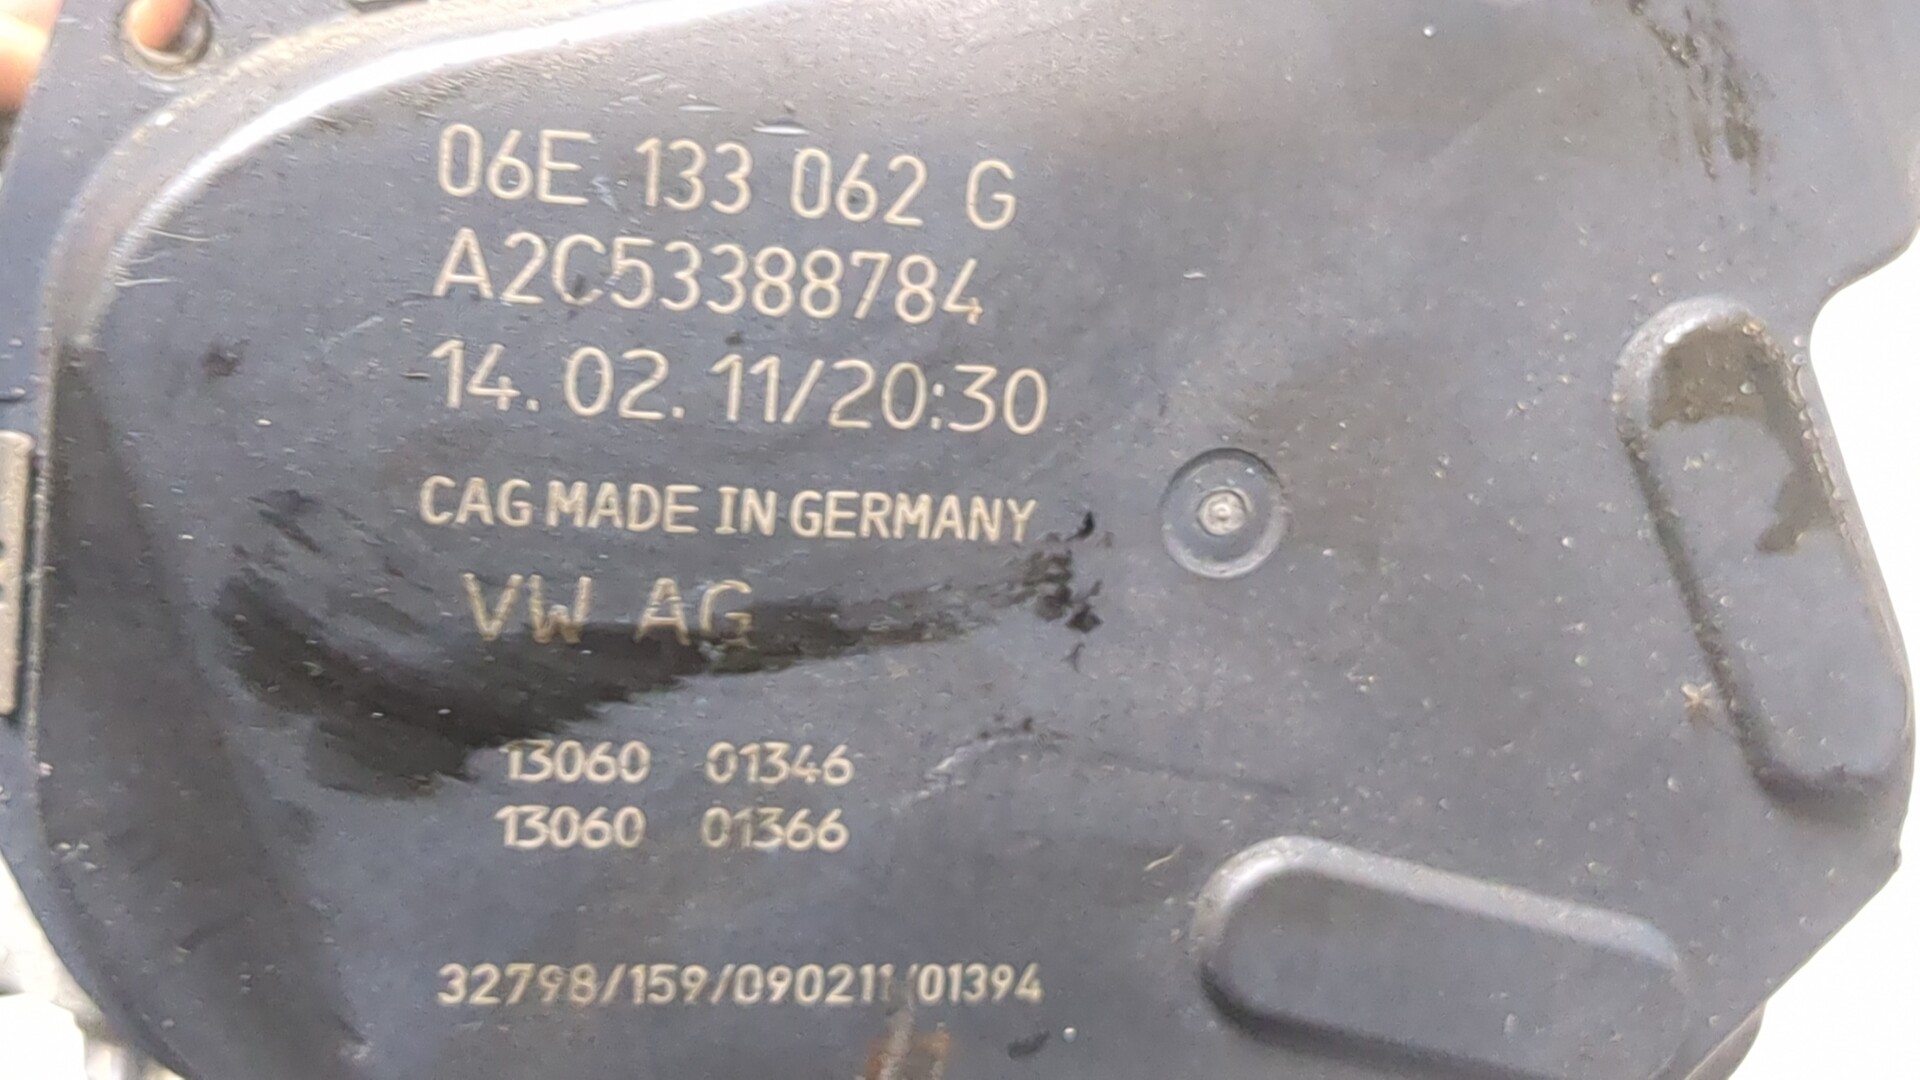 06E 133 062 G
A2C53388784
14.02.11/20:30
CAG MADE IN GERMANY
VW AG
13060 01346
13060 01366
32798/159/090211/01394